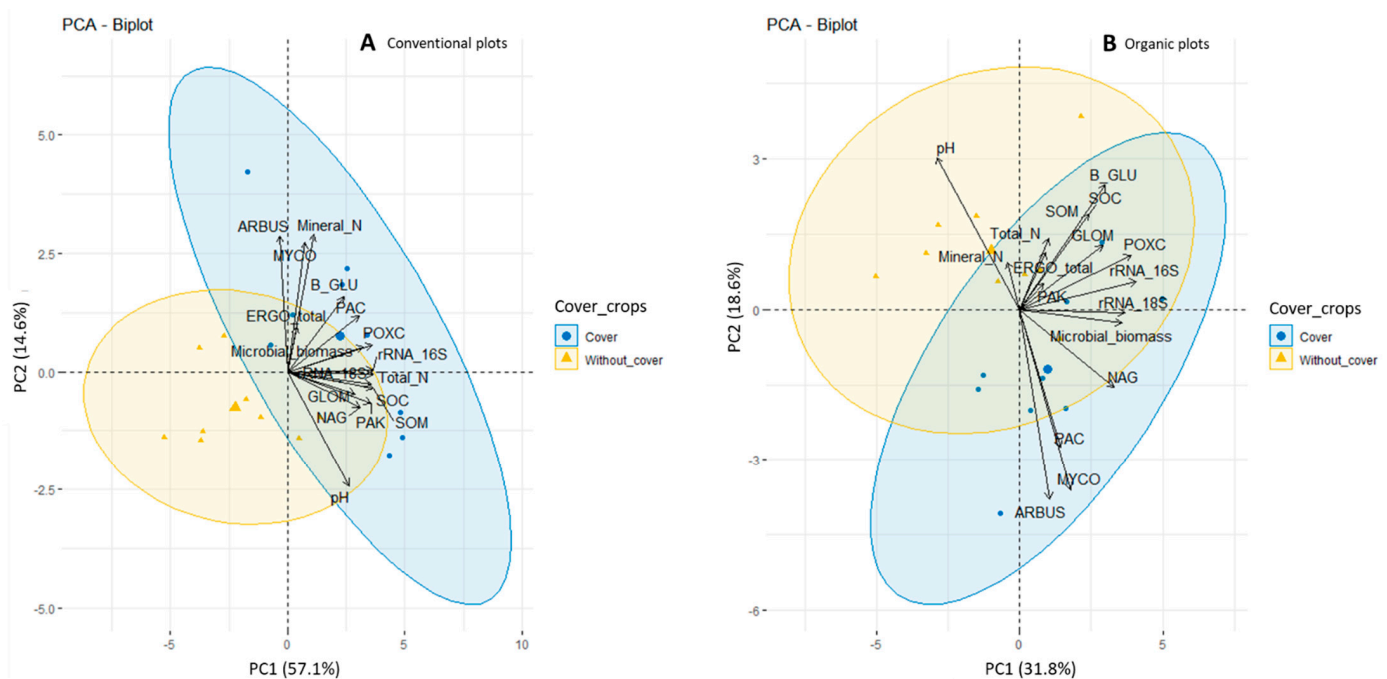 PCA - Biplot
A Conventional plots
5.0
2.5
0.0
-2.5
-5.0
PC2 (14.6%)
ARBUS
Mineral_N
MYCO
B_GLU
PAC
ERGO_total
POXC
Microbial_biomass
rRNA_16S
rRNA_18S
Total_N
GLOM
SOC
NAG
PAK
SOM
pH
-5
0
5
10
PC1 (57.1%)
Cover_crops
Cover
Without_cover
PCA - Biplot
B Organic plots
3
0
-3
-6
PC2 (18.6%)
pH
B_GLU
SOC
SOM
Total_N
GLOM
POXC
Mineral_N
ERGO_total
rRNA_16S
PAK
rRNA_18S
Microbial_biomass
NAG
PAC
MYCO
ARBUS
-5
0
5
PC1 (31.8%)
Cover_crops
Cover
Without_cover